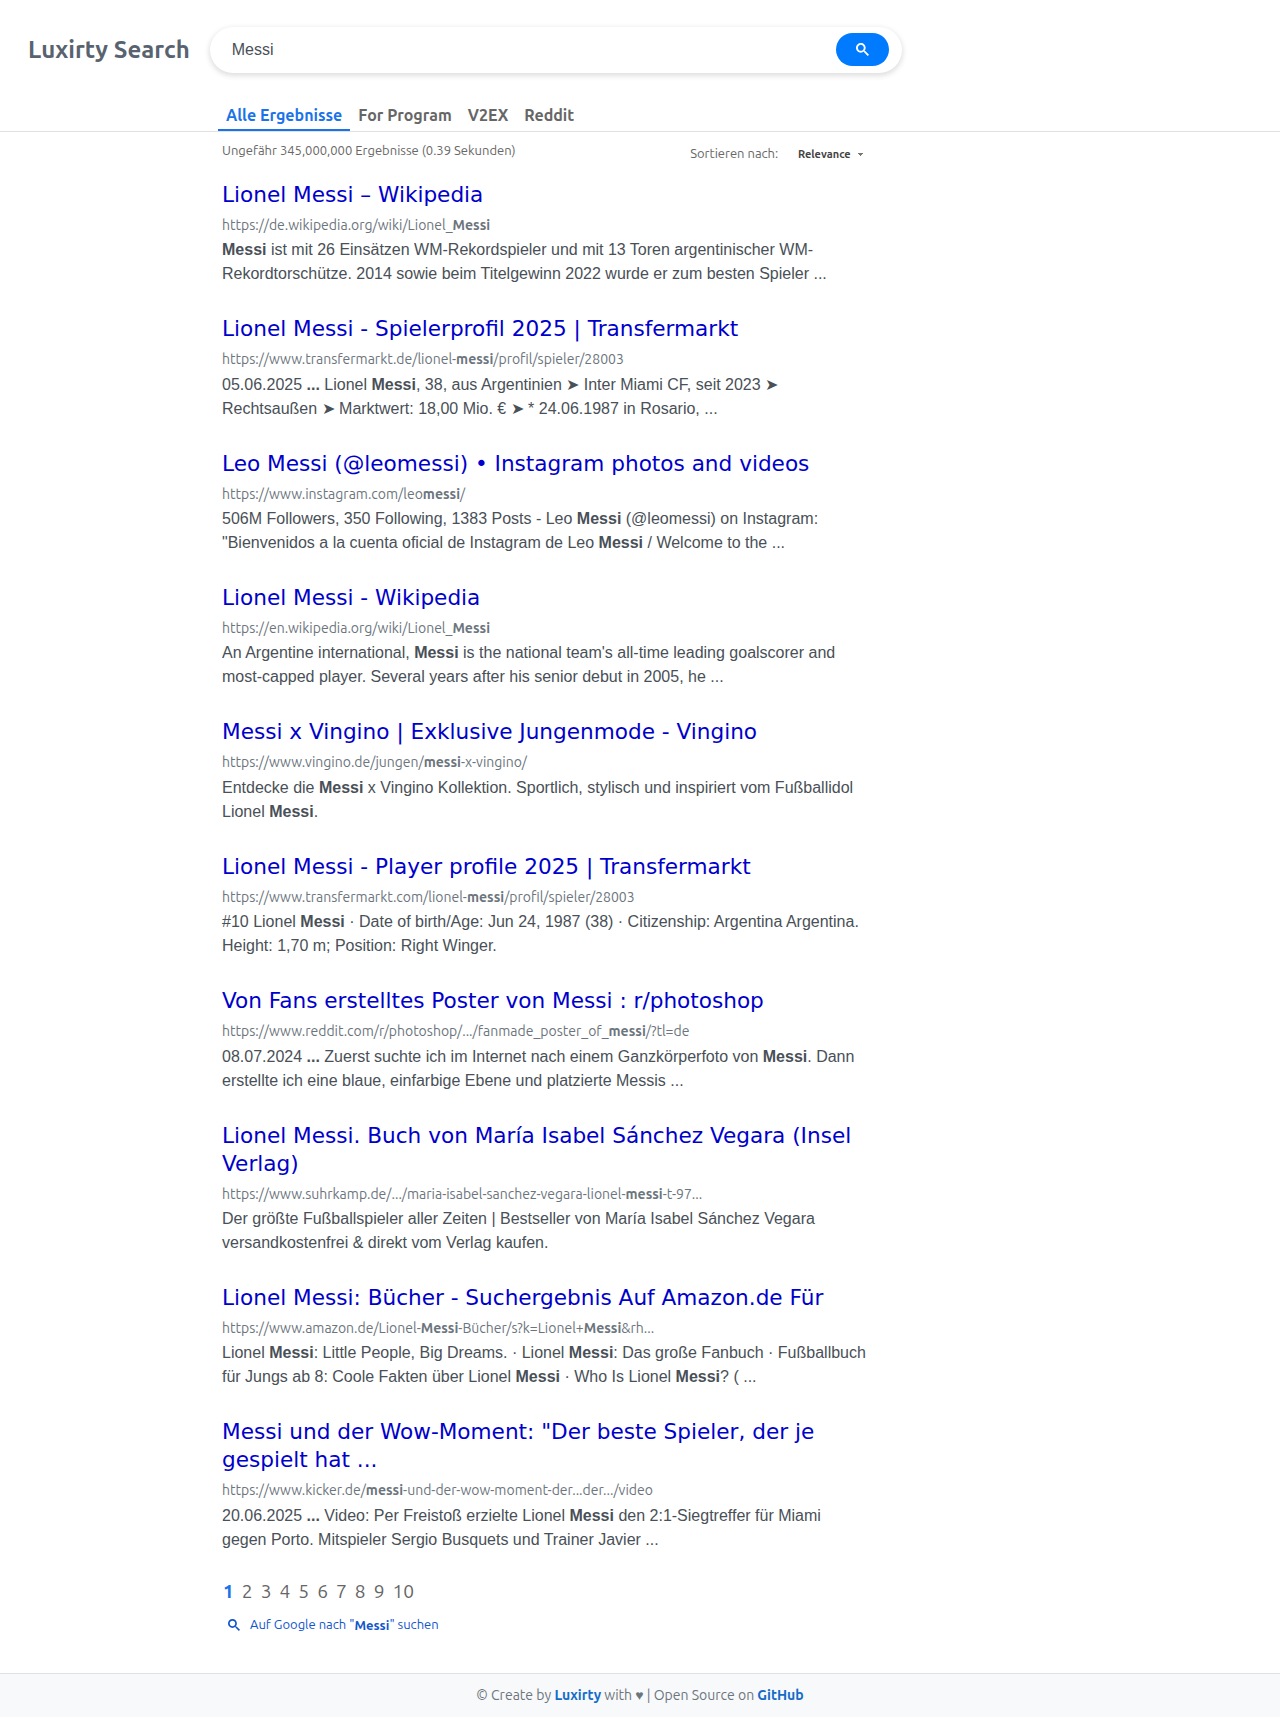 Luxirty Search
Messi
Alle Ergebnisse For Program V2EX Reddit
Ungefähr 345,000,000 Ergebnisse (0.39 Sekunden)
Sortieren nach: Relevance
Lionel Messi – Wikipedia
https://de.wikipedia.org/wiki/Lionel_Messi
Messi ist mit 26 Einsätzen WM-Rekordspieler und mit 13 Toren argentinischer WM-
Rekordtorschütze. 2014 sowie beim Titelgewinn 2022 wurde er zum besten Spieler ...
Lionel Messi - Spielerprofil 2025 | Transfermarkt
https://www.transfermarkt.de/lionel-messi/profil/spieler/28003
05.06.2025 ... Lionel Messi, 38, aus Argentinien ➤ Inter Miami CF, seit 2023 ➤
Rechtsaußen ➤ Marktwert: 18,00 Mio. € ➤ * 24.06.1987 in Rosario, ...
Leo Messi (@leomessi) • Instagram photos and videos
https://www.instagram.com/leomessi/
506M Followers, 350 Following, 1383 Posts - Leo Messi (@leomessi) on Instagram:
"Bienvenidos a la cuenta oficial de Instagram de Leo Messi / Welcome to the ...
Lionel Messi - Wikipedia
https://en.wikipedia.org/wiki/Lionel_Messi
An Argentine international, Messi is the national team's all-time leading goalscorer and
most-capped player. Several years after his senior debut in 2005, he ...
Messi x Vingino | Exklusive Jungenmode - Vingino
https://www.vingino.de/jungen/messi-x-vingino/
Entdecke die Messi x Vingino Kollektion. Sportlich, stylisch und inspiriert vom Fußballidol
Lionel Messi.
Lionel Messi - Player profile 2025 | Transfermarkt
https://www.transfermarkt.com/lionel-messi/profil/spieler/28003
#10 Lionel Messi · Date of birth/Age: Jun 24, 1987 (38) · Citizenship: Argentina Argentina.
Height: 1,70 m; Position: Right Winger.
Von Fans erstelltes Poster von Messi : r/photoshop
https://www.reddit.com/r/photoshop/.../fanmade_poster_of_messi/?tl=de
08.07.2024 ... Zuerst suchte ich im Internet nach einem Ganzkörperfoto von Messi. Dann
erstellte ich eine blaue, einfarbige Ebene und platzierte Messis ...
Lionel Messi. Buch von María Isabel Sánchez Vegara (Insel
Verlag)
https://www.suhrkamp.de/.../maria-isabel-sanchez-vegara-lionel-messi-t-97...
Der größte Fußballspieler aller Zeiten | Bestseller von María Isabel Sánchez Vegara
versandkostenfrei & direkt vom Verlag kaufen.
Lionel Messi: Bücher - Suchergebnis Auf Amazon.de Für
https://www.amazon.de/Lionel-Messi-Bücher/s?k=Lionel+Messi&rh...
Lionel Messi: Little People, Big Dreams. · Lionel Messi: Das große Fanbuch · Fußballbuch
für Jungs ab 8: Coole Fakten über Lionel Messi · Who Is Lionel Messi? ( ...
Messi und der Wow-Moment: "Der beste Spieler, der je
gespielt hat ...
https://www.kicker.de/messi-und-der-wow-moment-der...der.../video
20.06.2025 ... Video: Per Freistoß erzielte Lionel Messi den 2:1-Siegtreffer für Miami
gegen Porto. Mitspieler Sergio Busquets und Trainer Javier ...
1 2 3 4 5 6 7 8 9 10
Auf Google nach "Messi" suchen
© Create by Luxirty with ♥ | Open Source on GitHub